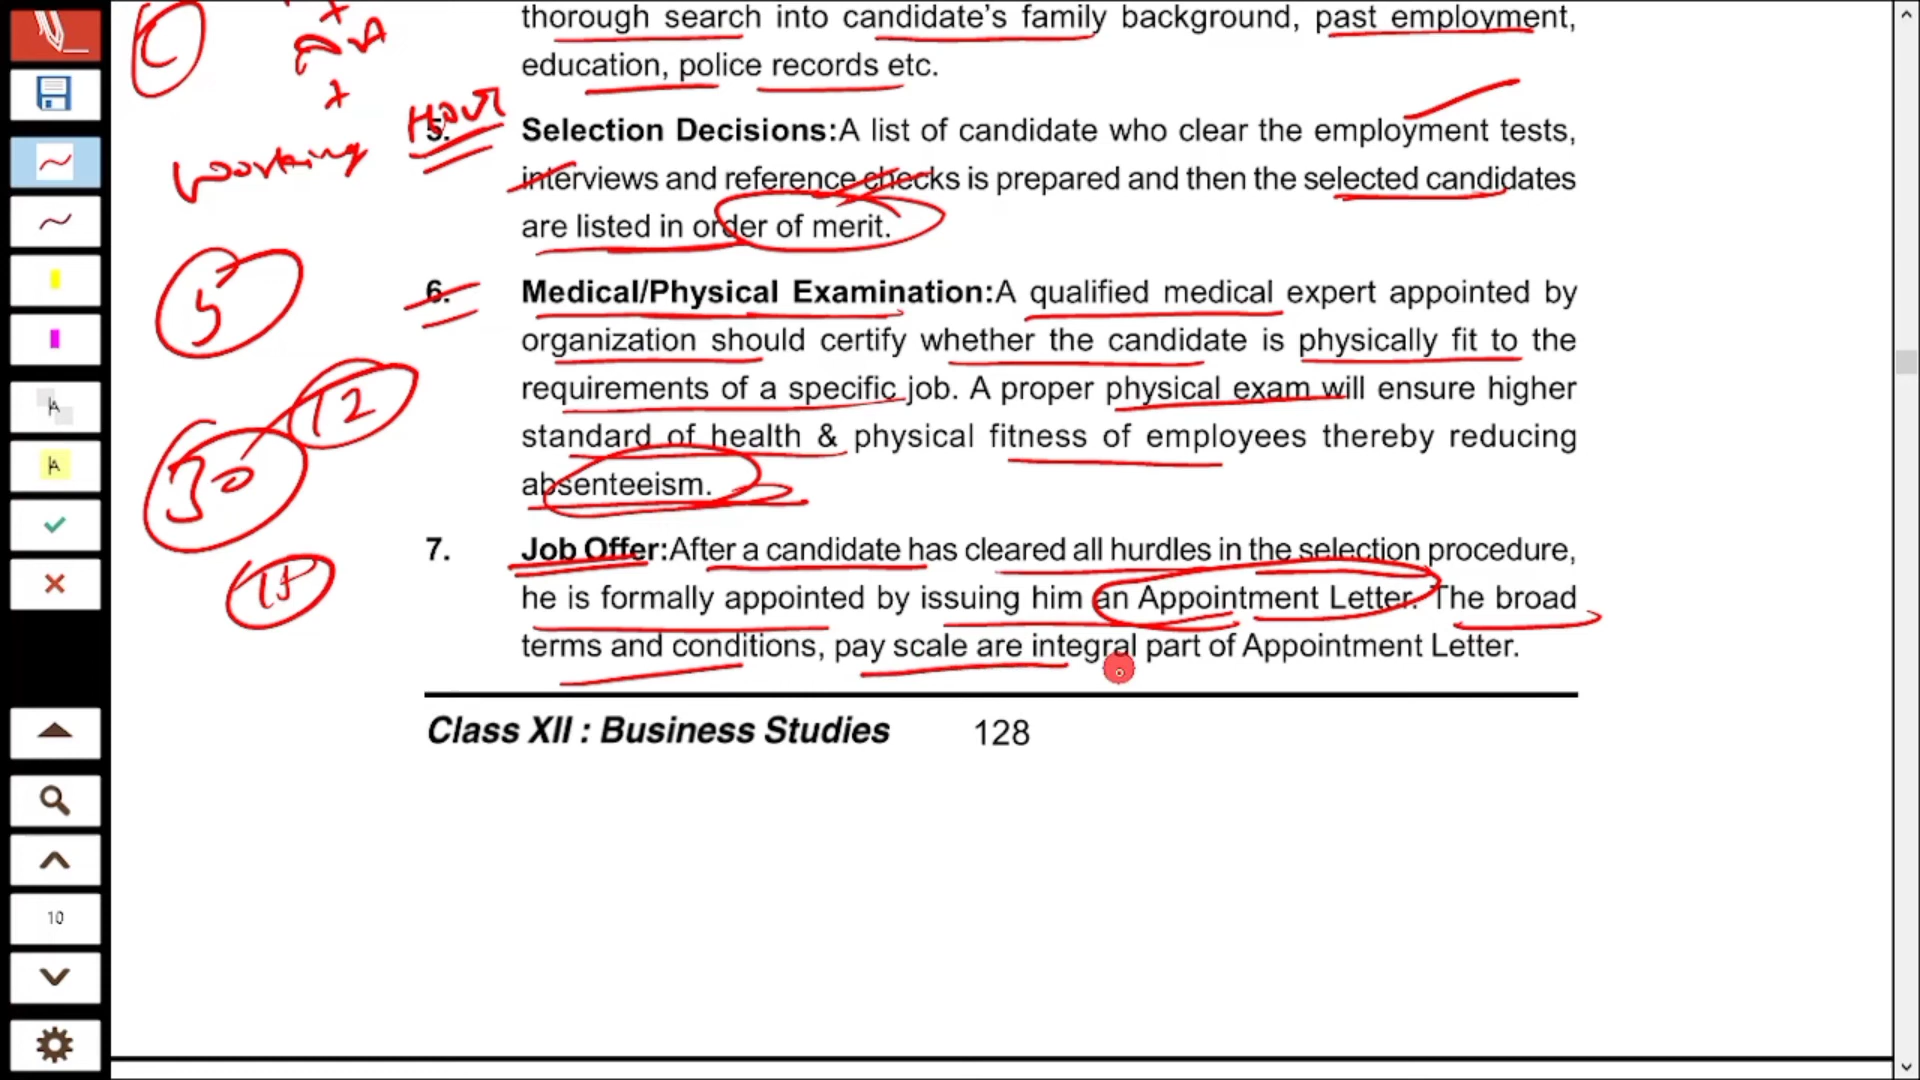 thorough search into candidate's family background, past employment,
education, police records etc.
Hour
5. Selection Decisions:A list of candidate who clear the employment tests,
working
interviews and reference checks is prepared and then the selected candidates
are listed in order of merit.
5
6. Medical/Physical Examination:A qualified medical expert appointed by
organization should certify whether the candidate is physically fit to the
requirements of a specific job. A proper physical exam will ensure higher
12
standard of health & physical fitness of employees thereby reducing
30
absenteeism.
7. Job Offer:After a candidate has cleared all hurdles in the selection procedure,
15
he is formally appointed by issuing him an Appointment Letter. The broad
terms and conditions, pay scale are integral part of Appointment Letter.
Class XII : Business Studies 128
10